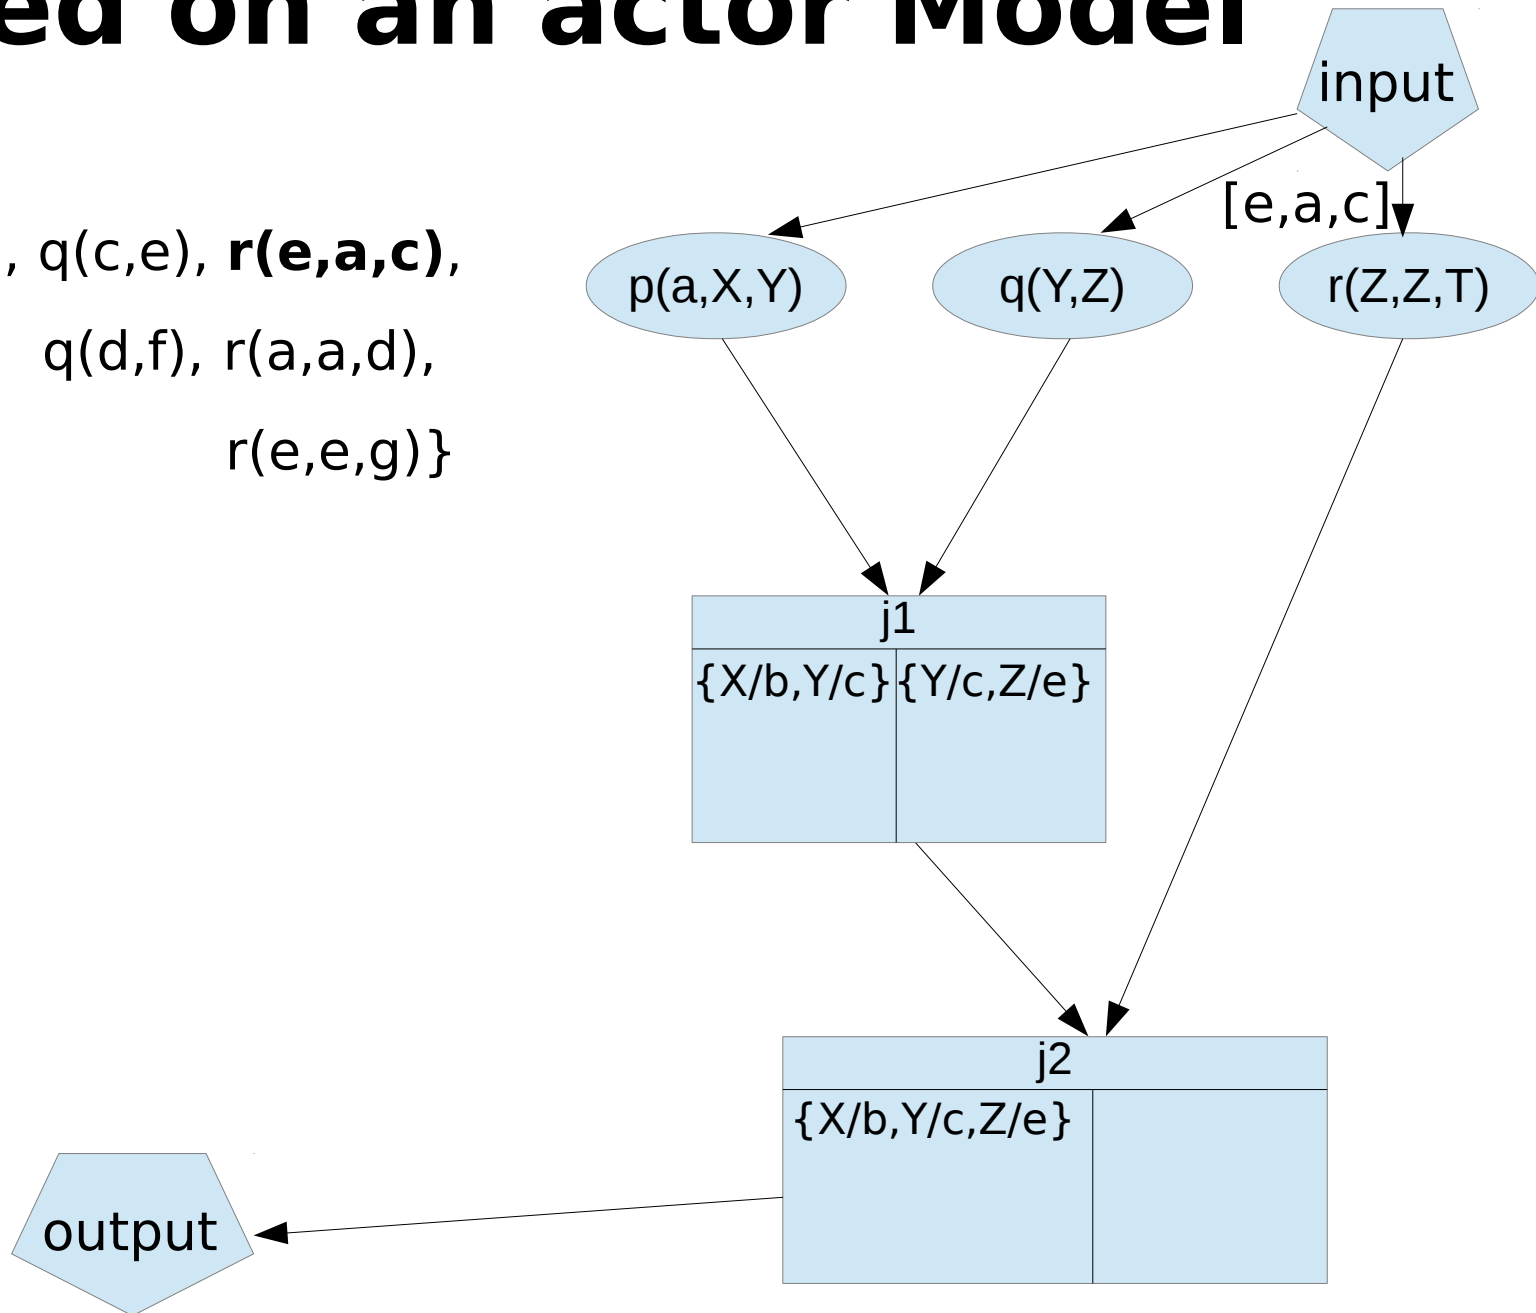 ed on an actor Model
input
[e,a,c]
, q(c,e), r(e,a,c),
q(d,f), r(a,a,d),
r(e,e,g)}
p(a,X,Y)
q(Y,Z)
r(Z,Z,T)
j1
{X/b,Y/c}
{Y/c,Z/e}
j2
{X/b,Y/c,Z/e}
output